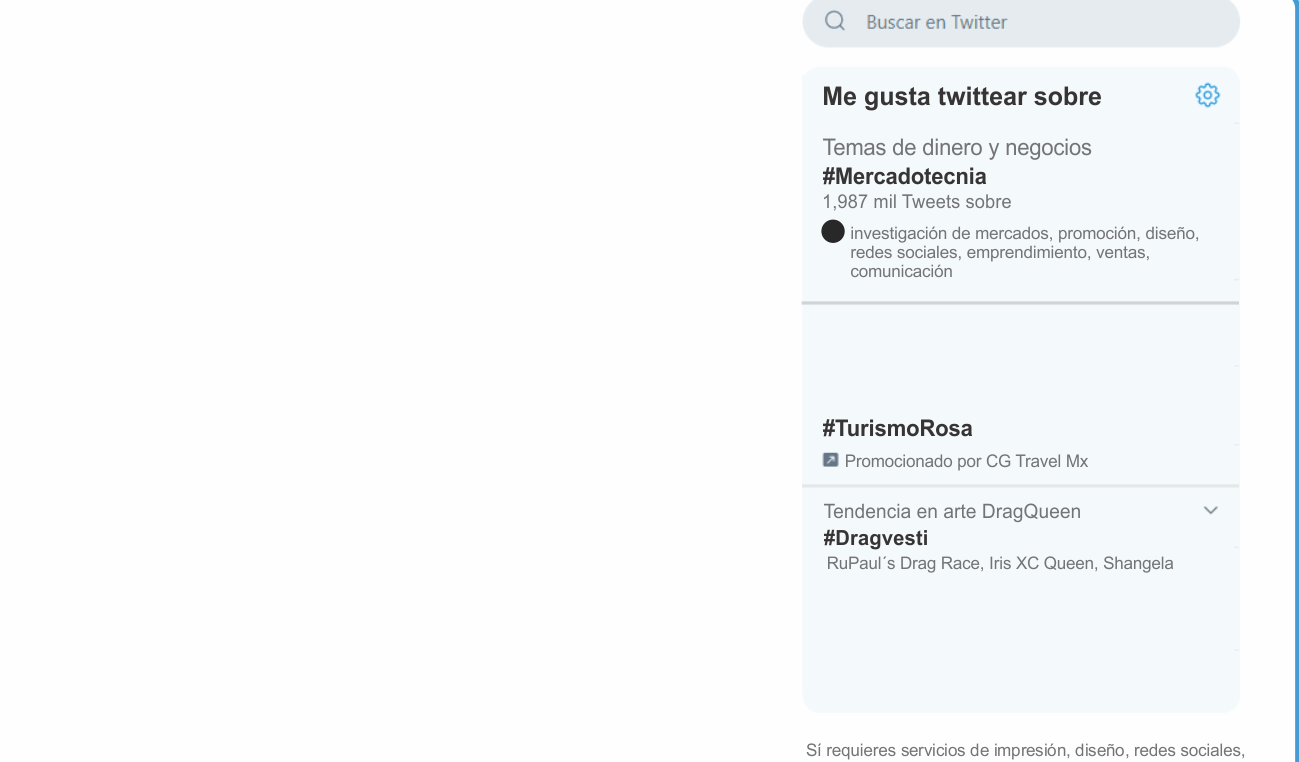 Buscar en Twitter
Me gusta twittear sobre
Temas de dinero y negocios
#Mercadotecnia
1,987 mil Tweets sobre
investigación de mercados, promoción, diseño,
redes sociales, emprendimiento, ventas,
comunicación
#TurismoRosa
Promocionado por CG Travel Mx
Tendencia en arte DragQueen
#Dragvesti
RuPaul´s Drag Race, Iris XC Queen, Shangela
Sí requieres servicios de impresión, diseño, redes sociales,